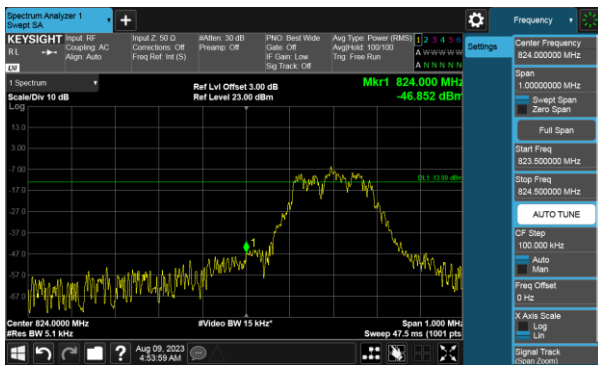 Spectrum Analyzer 1
Swept SA
+
Frequency
KEYSIGHT
RL
Input: RF
Coupling: AC
Align: Auto
Input Z: 50 Ω
Corrections: Off
Freq Ref: Int (S)
#Atten: 30 dB
Preamp: Off
PNO: Best Wide
Gate: Off
IF Gain: Low
Sig Track: Off
Avg Type: Power (RMS)
Avg|Hold: 100/100
Trig: Free Run
1 2 3 4 5 6
A W W W W W
A N N N N N
LXI
1 Spectrum
Scale/Div 10 dB
Log
Ref Lvl Offset 3.00 dB
Ref Level 23.00 dBm
Mkr1 824.000 MHz
-46.852 dBm
13.0
3.00
-7.00
-17.0
-27.0
-37.0
-47.0
-57.0
-67.0
DL1 -13.00 dBm
1
Center 824.0000 MHz
#Res BW 5.1 kHz
#Video BW 15 kHz*
Span 1.000 MHz
Sweep 47.5 ms (1001 pts
?
Aug 09, 2023
4:53:59 AM
Settings
Center Frequency
824.000000 MHz
Span
1.00000000 MHz
Swept Span
Zero Span
Full Span
Start Freq
823.500000 MHz
Stop Freq
824.500000 MHz
AUTO TUNE
CF Step
100.000 kHz
Auto
Man
Freq Offset
0 Hz
X Axis Scale
Log
Lin
Signal Track
(Span Zoom)